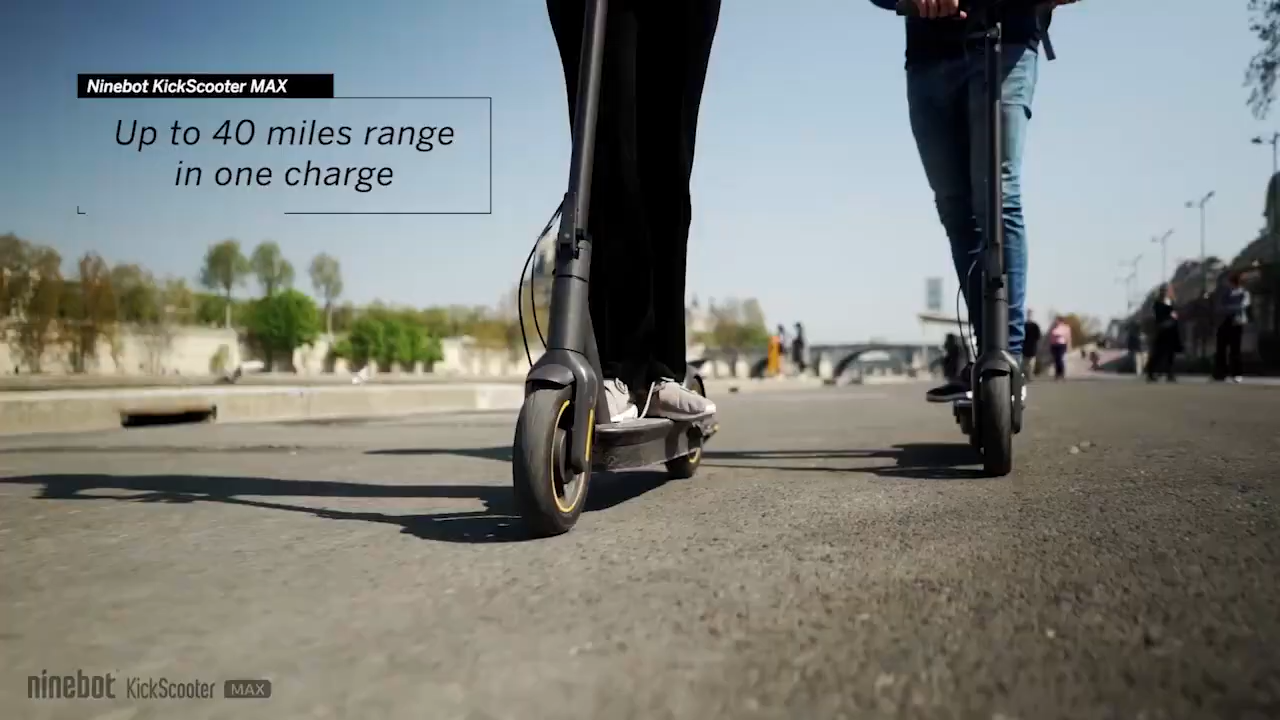 Ninebot KickScooter MAX
Up to 40 miles range
in one charge
ninebot KickScooter MAX